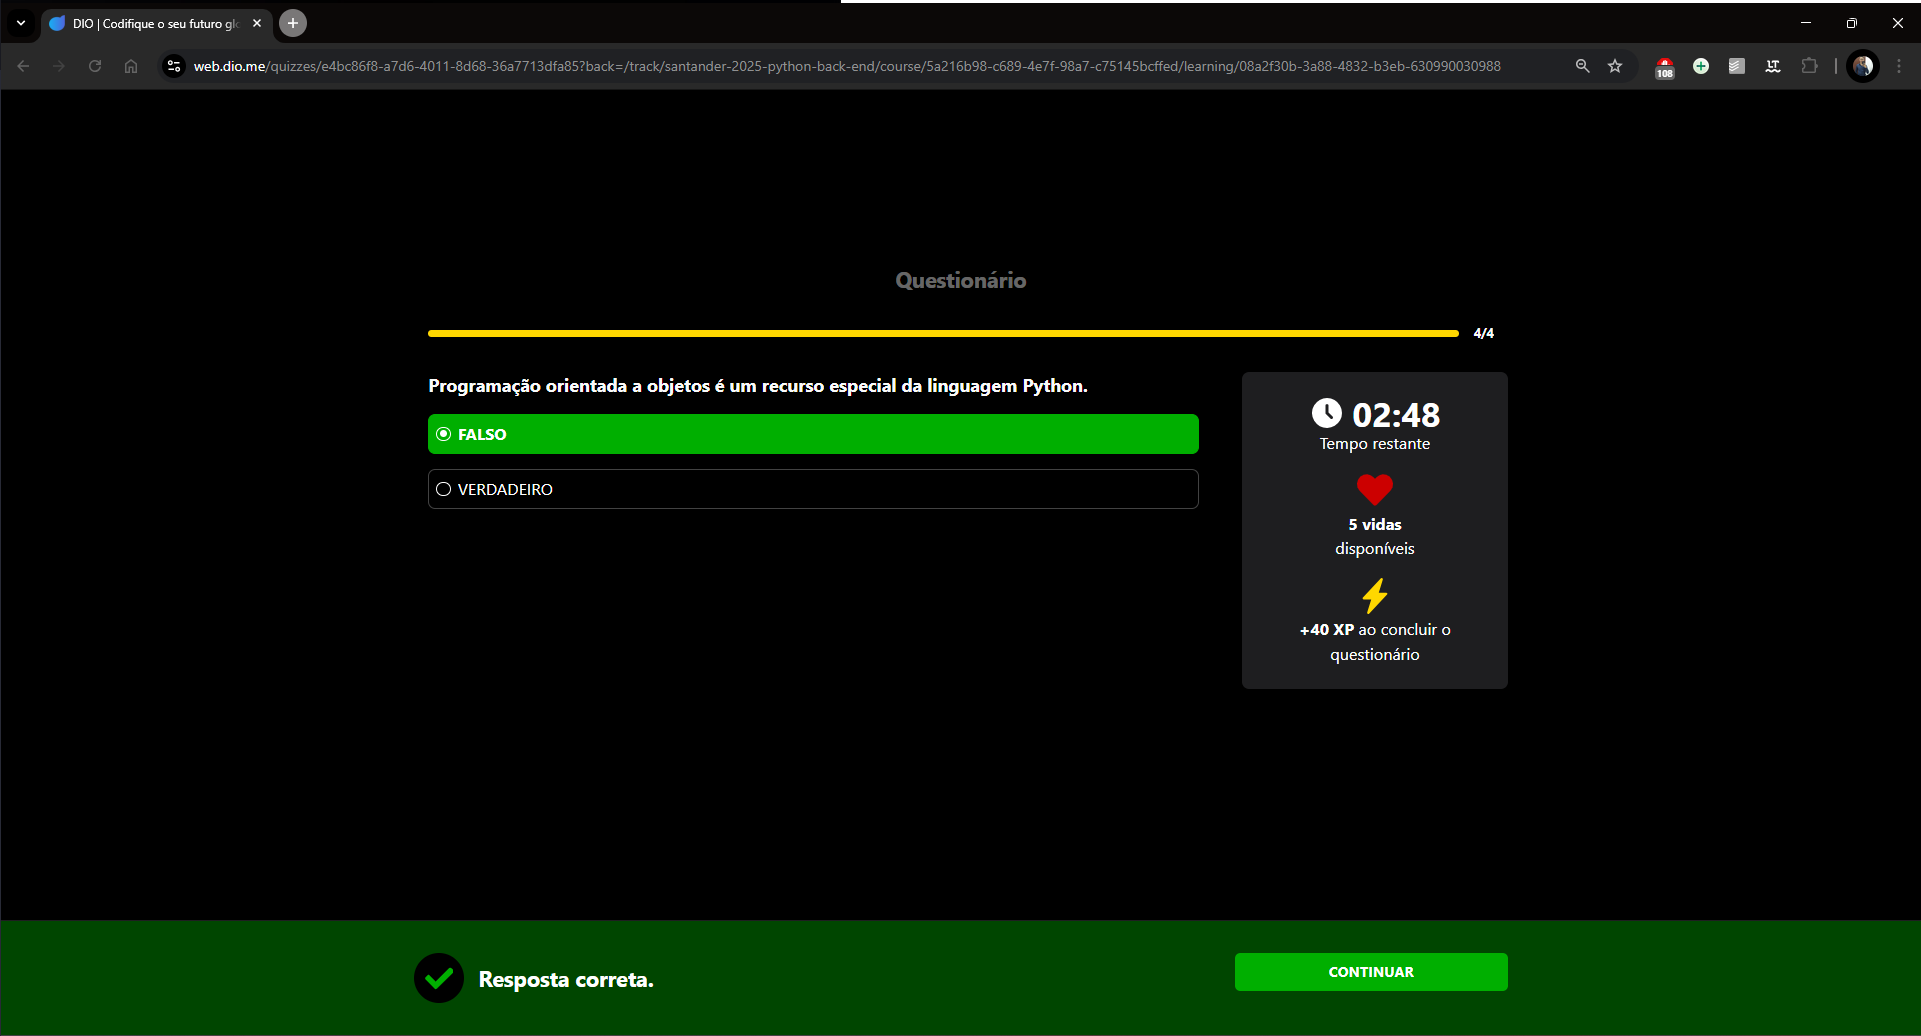 DIO | Codifique o seu futuro glo
web.dio.me/quizzes/e4bc86f8-a7d6-4011-8d68-36a7713dfa85?back=/track/santander-2025-python-back-end/course/5a216b98-c689-4e7f-98a7-c75145bcffed/learning/08a2f30b-3a88-4832-b3eb-630990030988
108
Questionário
4/4
Programação orientada a objetos é um recurso especial da linguagem Python.
FALSO
VERDADEIRO
02:48
Tempo restante
5 vidas
disponíveis
+40 XP ao concluir o
questionário
Resposta correta.
CONTINUAR